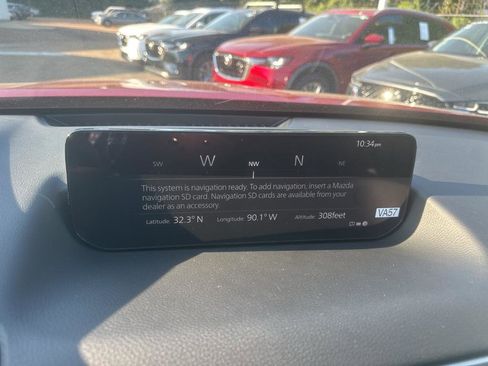 10:34pm
SW W NW N NE
This system is navigation ready. To add navigation, insert a Mazda
navigation SD card. Navigation SD cards are available from your
dealer as an accessory.
Latitude: 32.3° N Longitude: 90.1° W Altitude: 308feet
VA57